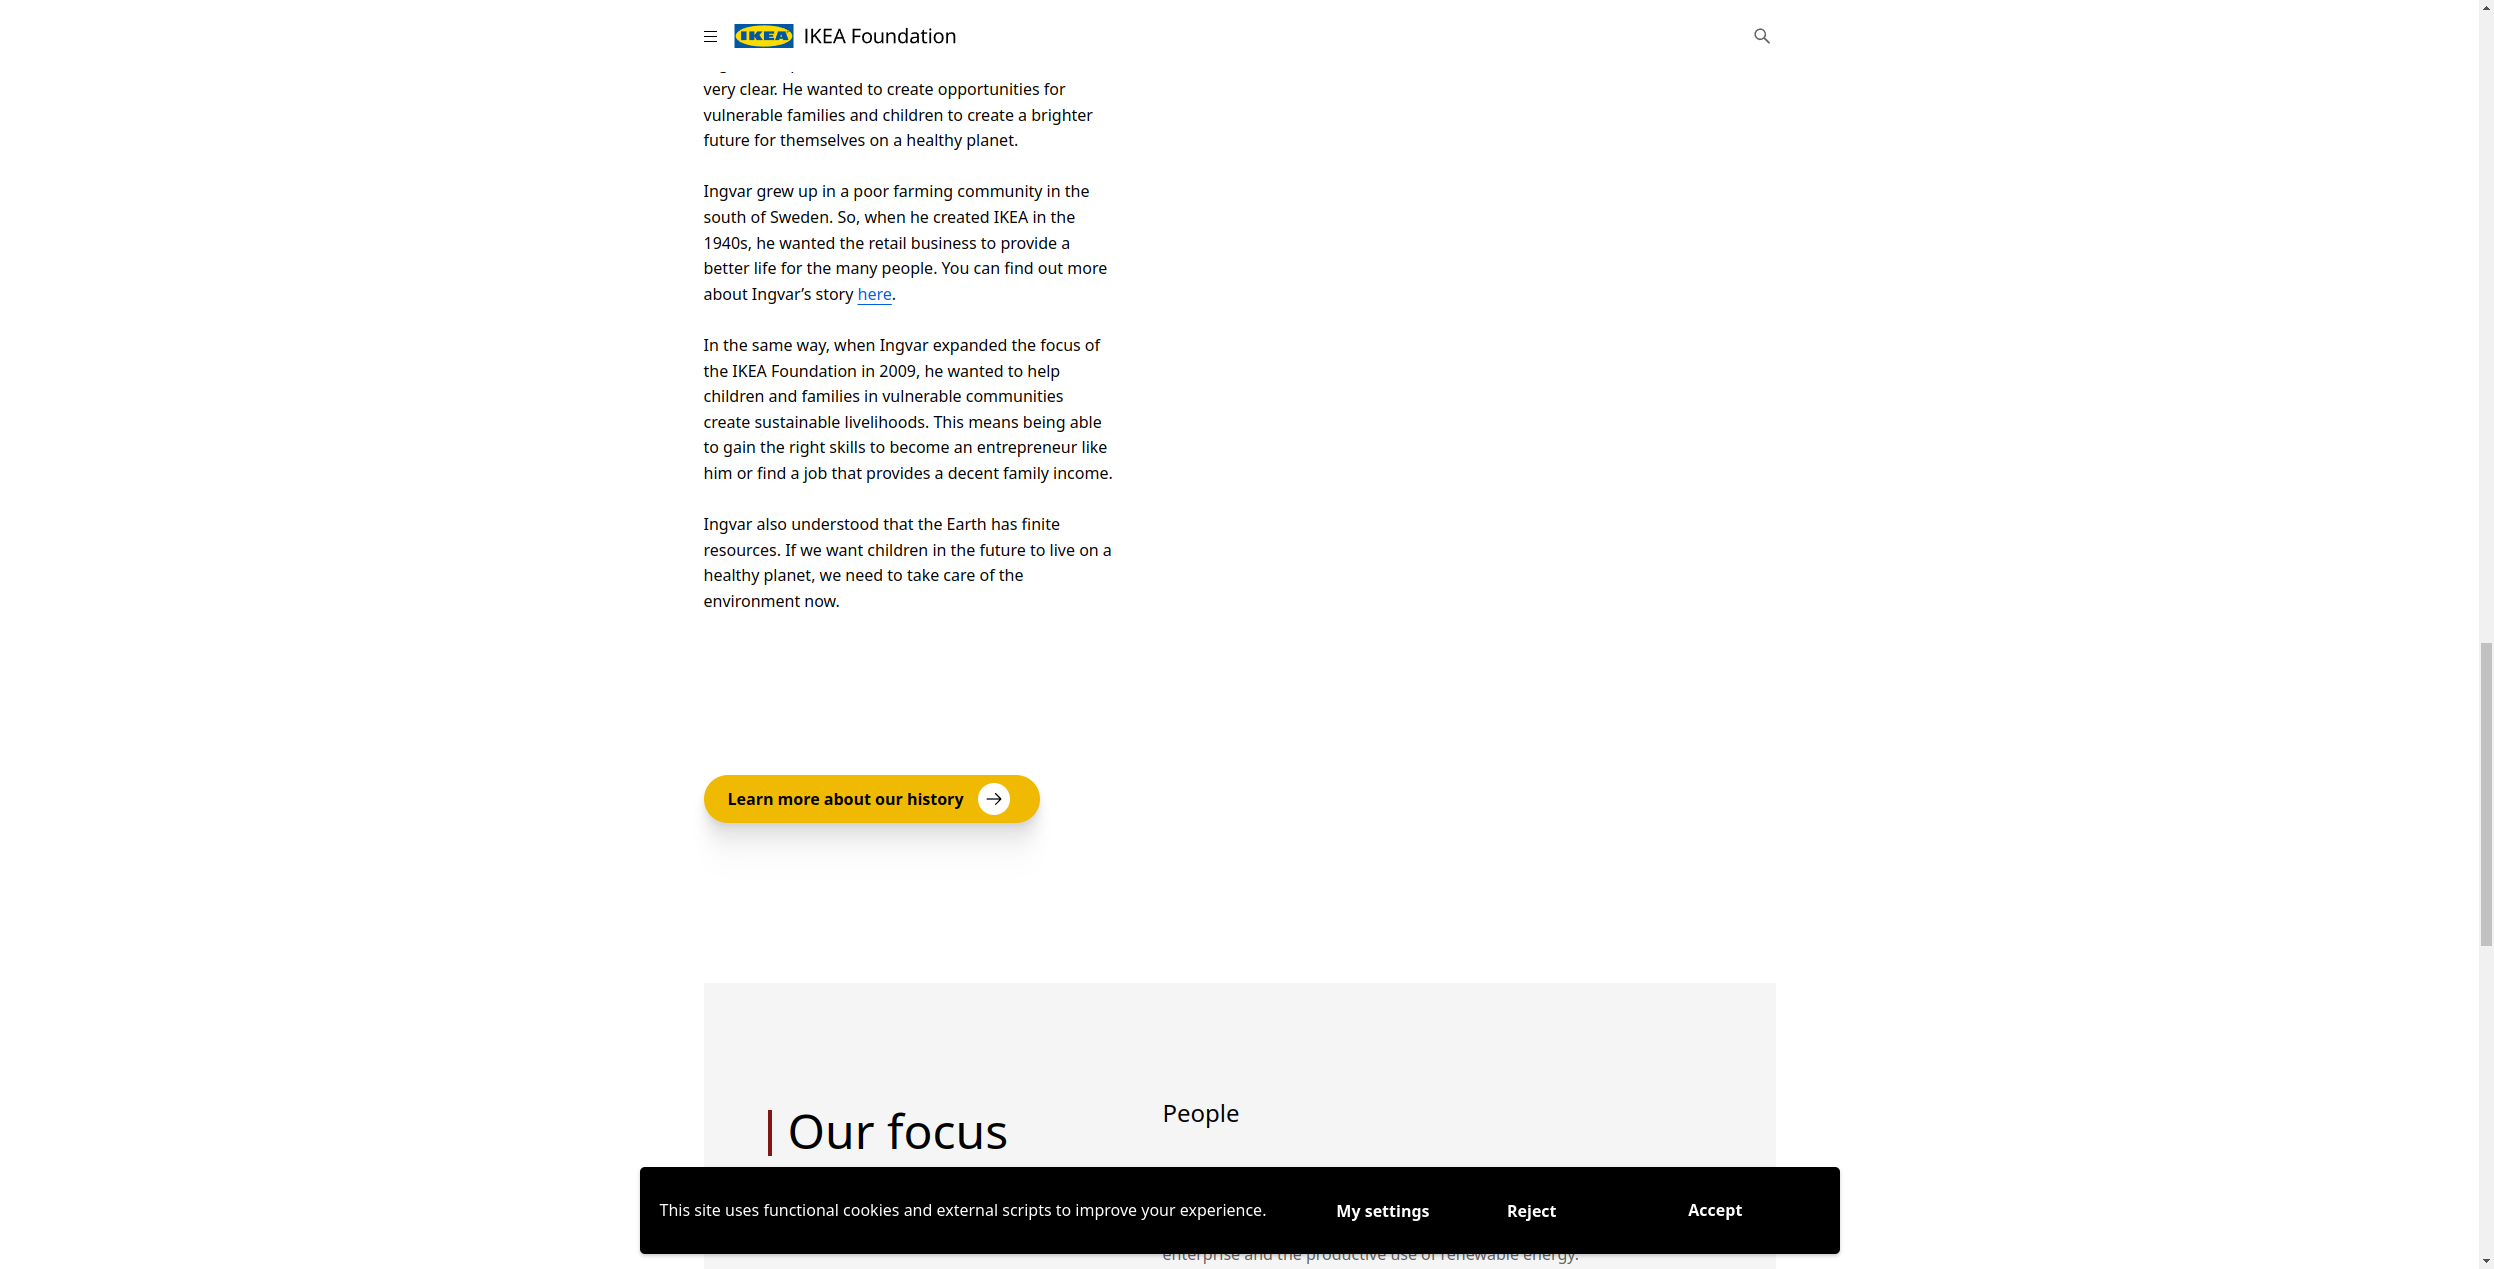 IKEA
IKEA Foundation
very clear. He wanted to create opportunities for
vulnerable families and children to create a brighter
future for themselves on a healthy planet.
Ingvar grew up in a poor farming community in the
south of Sweden. So, when he created IKEA in the
1940s, he wanted the retail business to provide a
better life for the many people. You can find out more
about Ingvar’s story here.
In the same way, when Ingvar expanded the focus of
the IKEA Foundation in 2009, he wanted to help
children and families in vulnerable communities
create sustainable livelihoods. This means being able
to gain the right skills to become an entrepreneur like
him or find a job that provides a decent family income.
Ingvar also understood that the Earth has finite
resources. If we want children in the future to live on a
healthy planet, we need to take care of the
environment now.
Learn more about our history
Our focus
People
This site uses functional cookies and external scripts to improve your experience.
My settings
Reject
Accept
enterprise and the productive use of renewable energy.